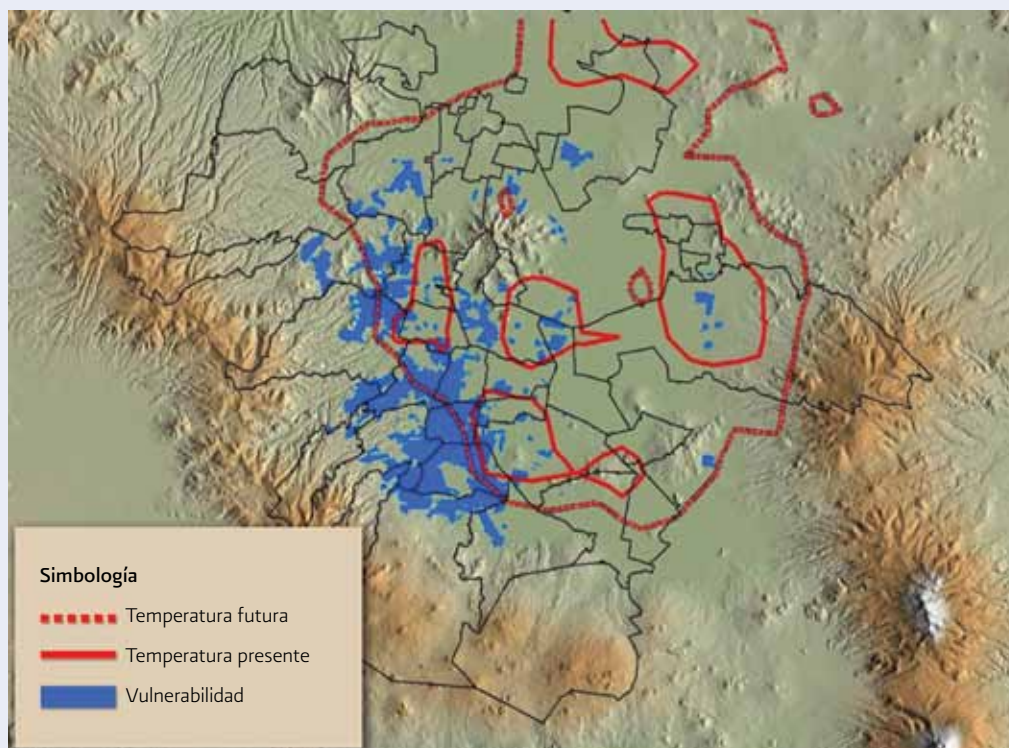 Simbología
Temperatura futura
Temperatura presente
Vulnerabilidad